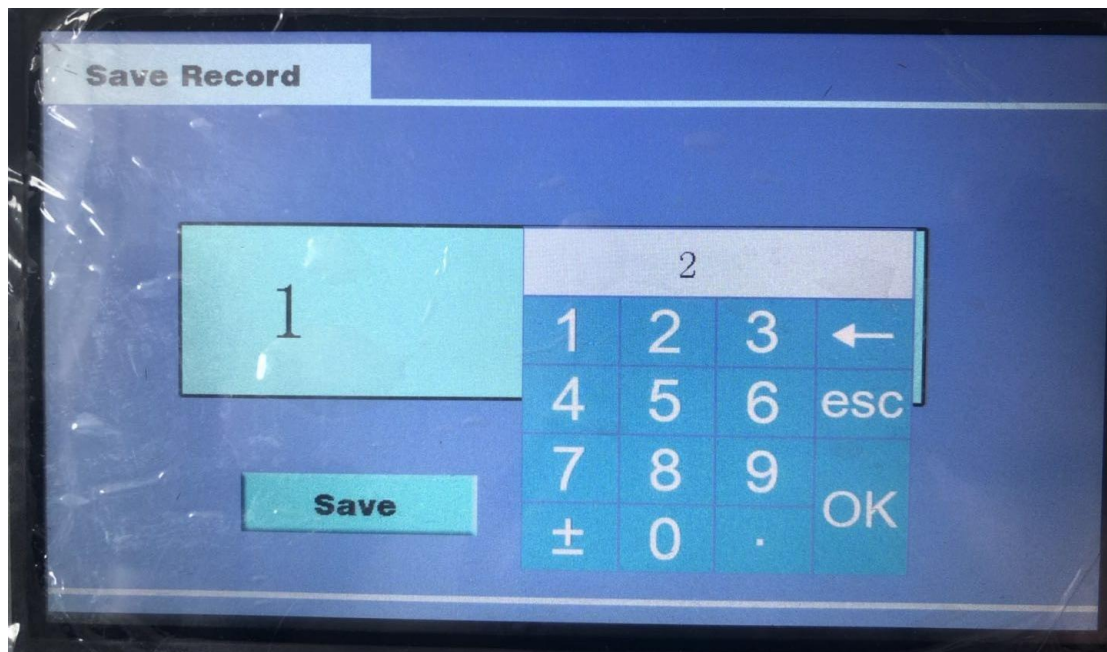 Save Record
1
2
1 2 3 ←
4 5 6 esc
7 8 9
OK
± 0 .
Save